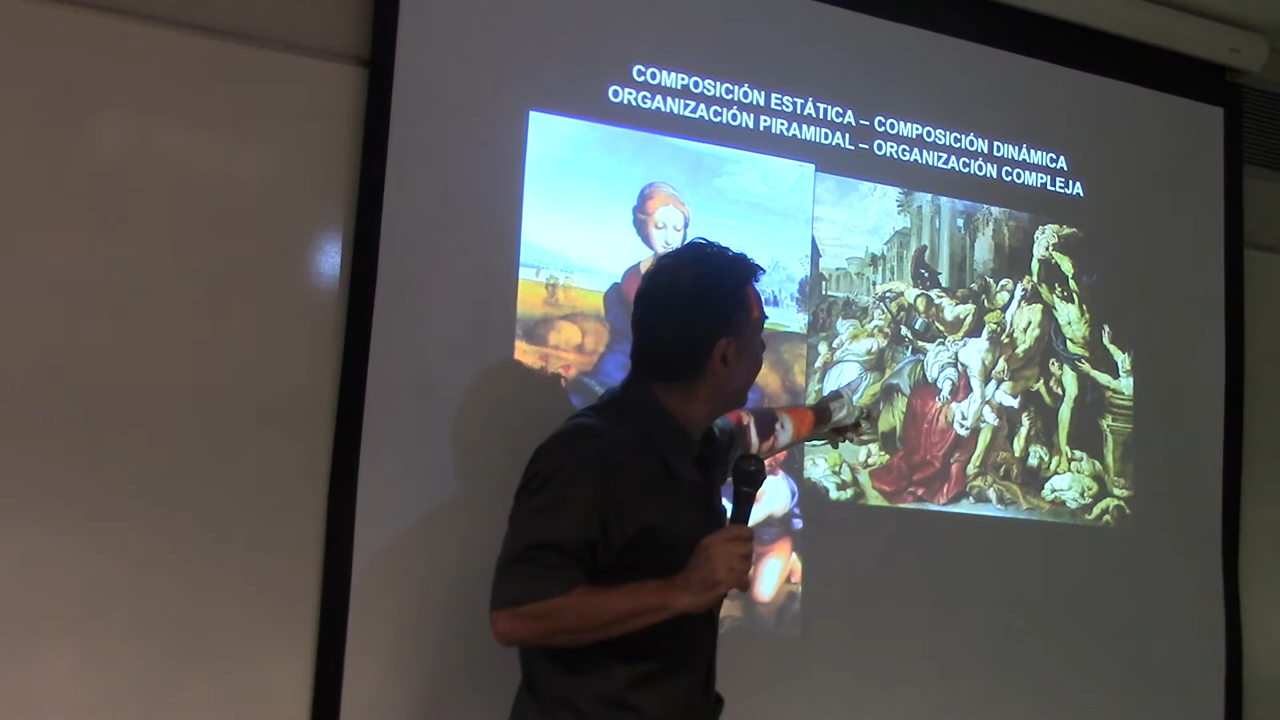 COMPOSICIÓN ESTÁTICA – COMPOSICIÓN DINÁMICA
ORGANIZACIÓN PIRAMIDAL – ORGANIZACIÓN COMPLEJA